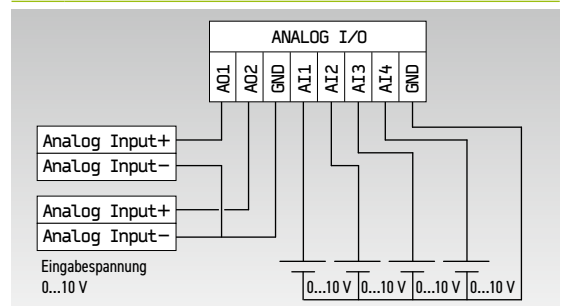 ANALOG I/O
AO1 AO2 GND AI1 AI2 AI3 AI4 GND
Analog Input+
Analog Input−
Analog Input+
Analog Input−
Eingabespannung
0...10 V
0...10 V 0...10 V 0...10 V 0...10 V